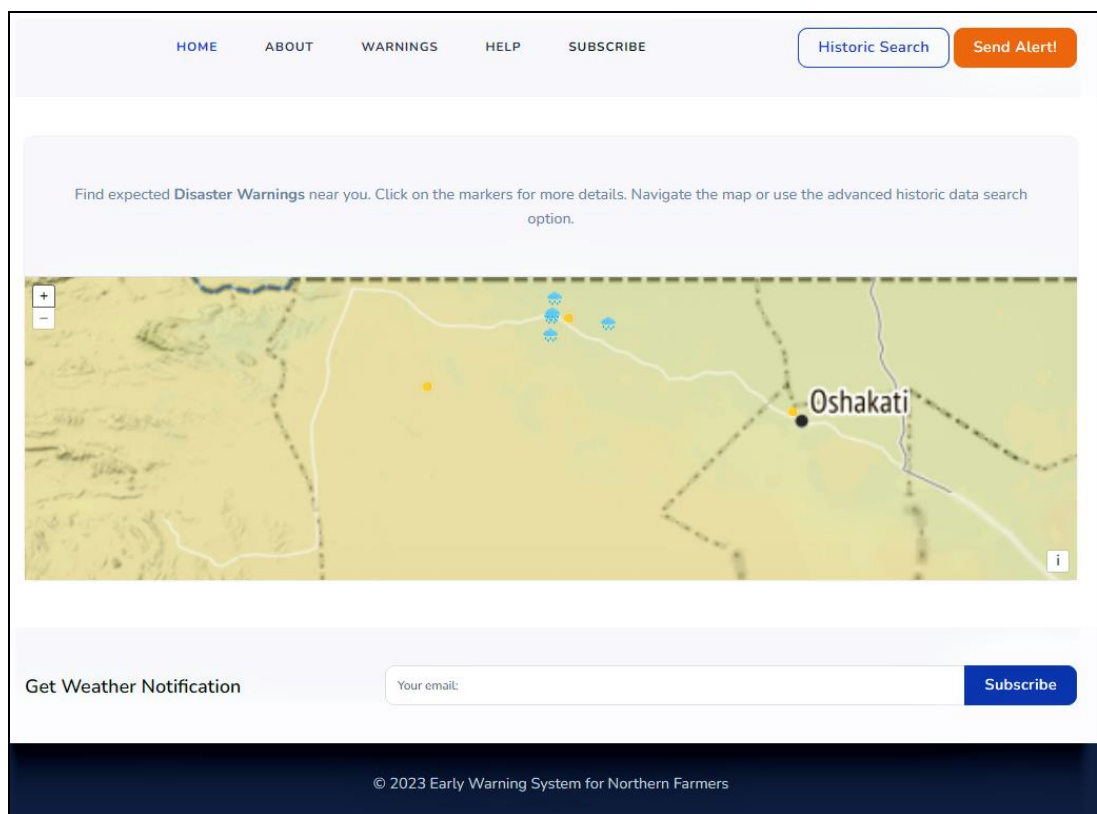 HOME ABOUT WARNINGS HELP SUBSCRIBE Historic Search Send Alert!
Find expected Disaster Warnings near you. Click on the markers for more details. Navigate the map or use the advanced historic data search
option.
+
−
Oshakati
i
Get Weather Notification Your email: Subscribe
© 2023 Early Warning System for Northern Farmers